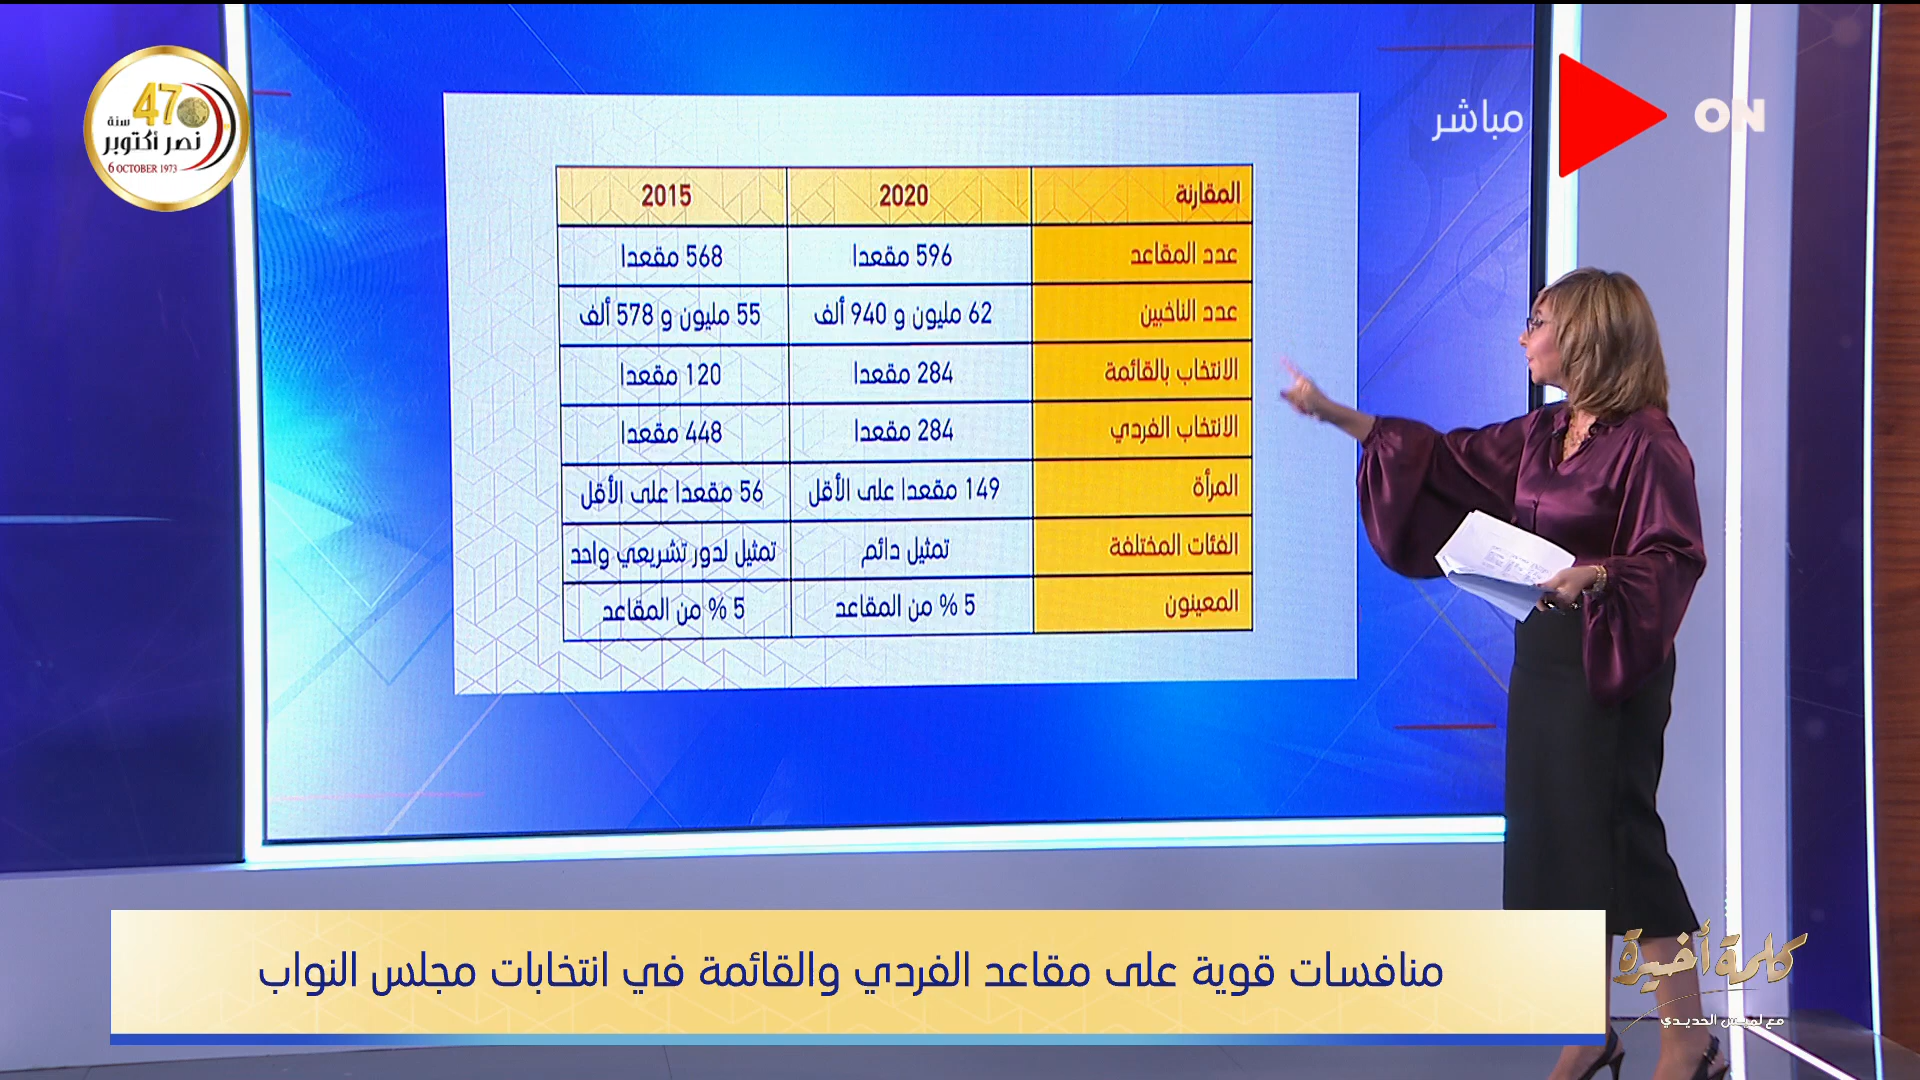 47
سنة
نصر أكتوبر
6 OCTOBER 1973
مباشر
ON
المقارنة 2020 2015
عدد المقاعد 596 مقعدا 568 مقعدا
عدد الناخبين 62 مليون و 940 ألف 55 مليون و 578 ألف
الانتخاب بالقائمة 284 مقعدا 120 مقعدا
الانتخاب الفردي 284 مقعدا 448 مقعدا
المرأة 149 مقعدا على الأقل 56 مقعدا على الأقل
الفئات المختلفة تمثيل دائم تمثيل لدور تشريعي واحد
المعينون 5 % من المقاعد 5 % من المقاعد
منافسات قوية على مقاعد الفردي والقائمة في انتخابات مجلس النواب
كلمة أخيرة
مع لميس الحديدي